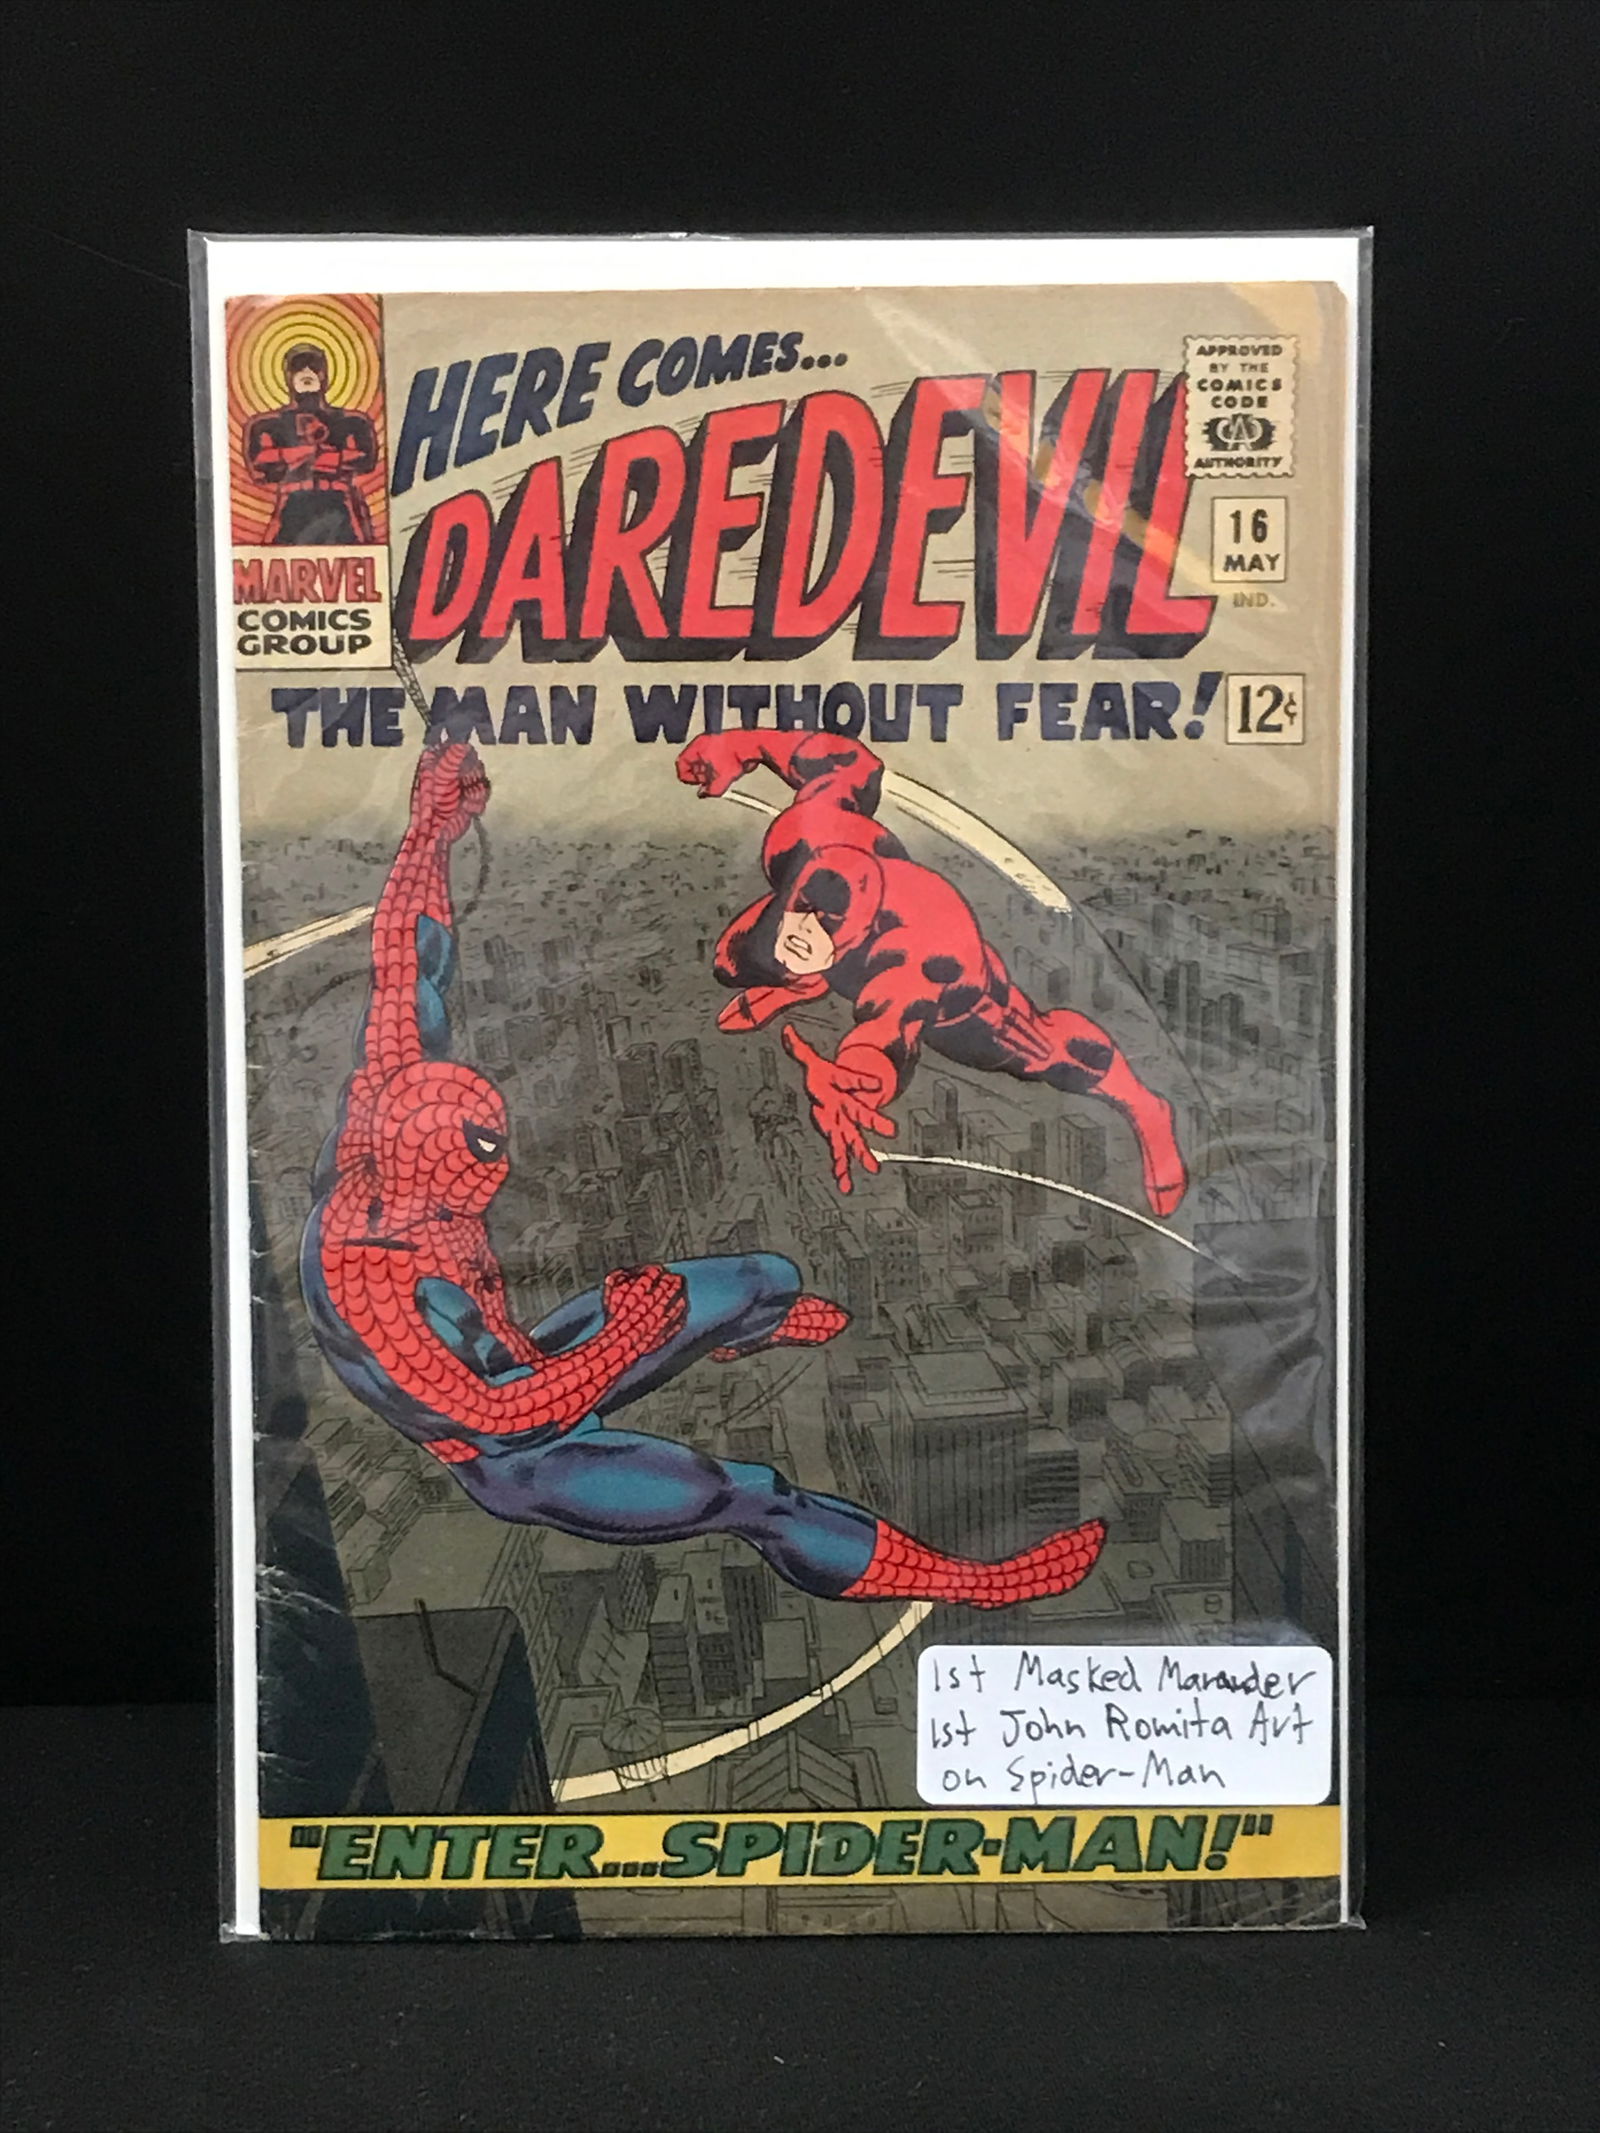 HERE COMES...
DAREDEVIL
THE MAN WITHOUT FEAR!
MARVEL
COMICS
GROUP
APPROVED
BY THE
COMICS
CODE
CA
AUTHORITY
16
MAY
IND.
12¢
1st Masked Marauder
1st John Romita Art
on Spider-Man
"ENTER...SPIDER-MAN!"